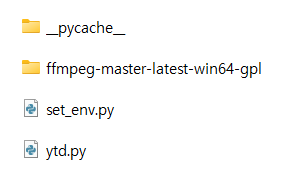 __pycache__
ffmpeg-master-latest-win64-gpl
set_env.py
ytd.py